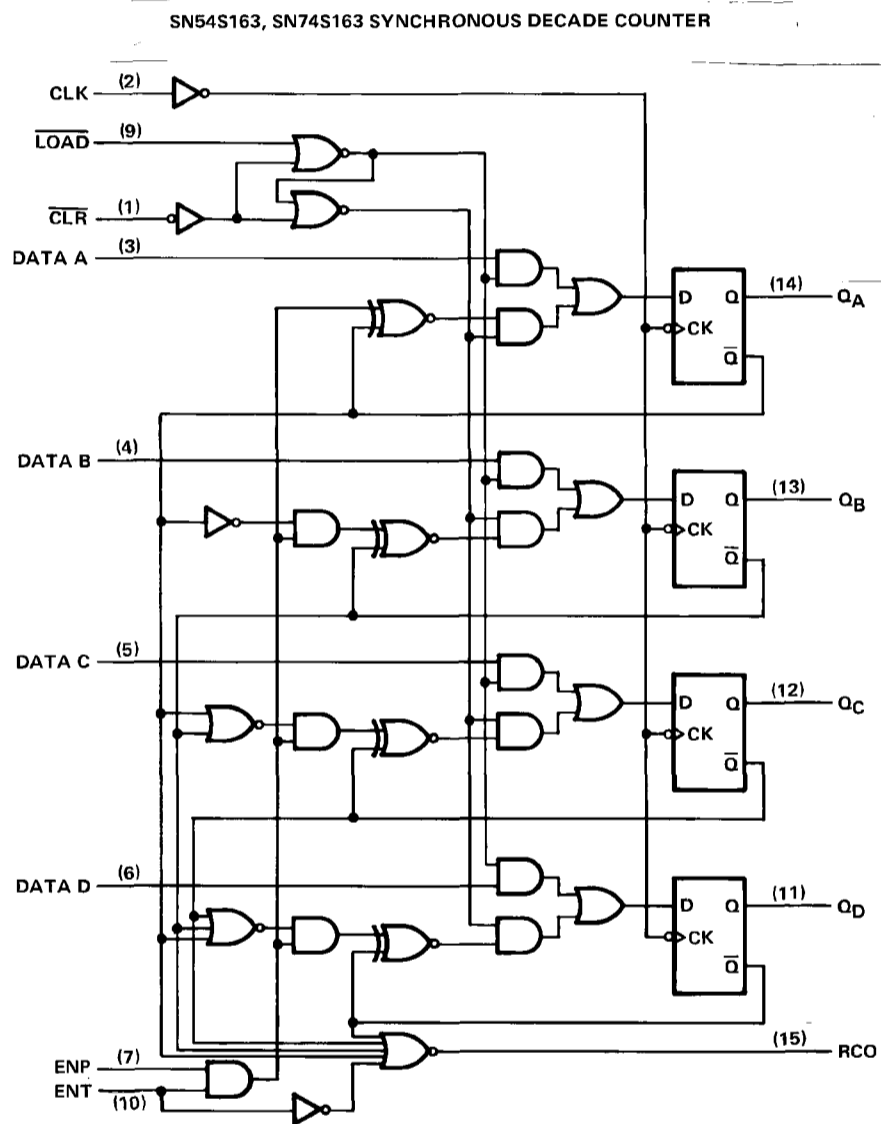 SN54S163, SN74S163 SYNCHRONOUS DECADE COUNTER
CLK (2)
LOAD (9)
CLR (1)
DATA A (3)
D Q (14) QA
CK
Q
DATA B (4)
D Q (13) QB
CK
Q
DATA C (5)
D Q (12) QC
CK
Q
DATA D (6)
D Q (11) QD
CK
Q
(15) RCO
ENP (7)
ENT (10)